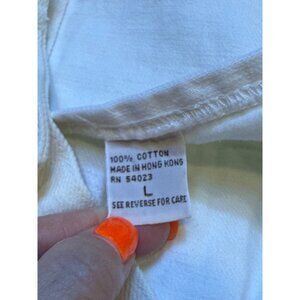 100% COTTON
MADE IN HONG KONG
RN 54023
L
SEE REVERSE FOR CARE